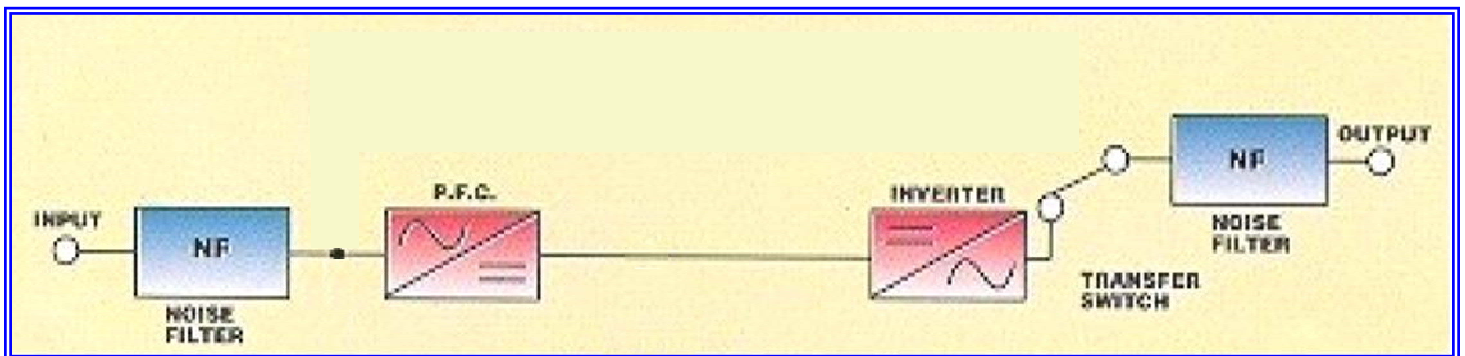 INPUT
NF
NOISE
FILTER
P.F.C.
INVERTER
TRANSFER
SWITCH
NF
NOISE
FILTER
OUTPUT